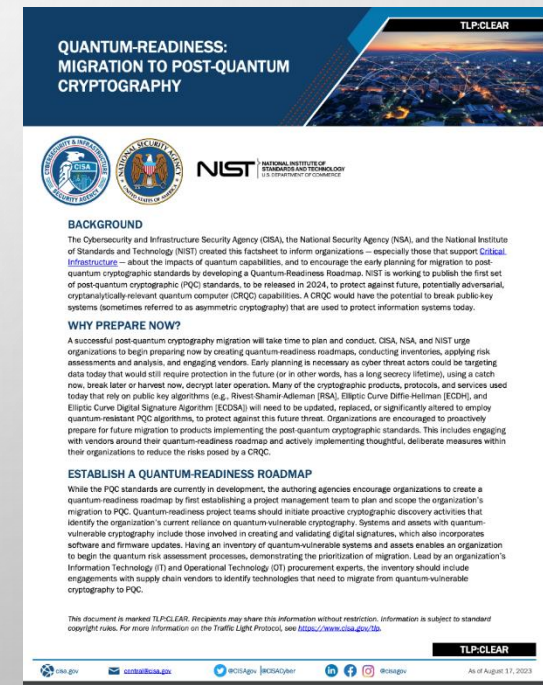 TLP:CLEAR
QUANTUM-READINESS:
MIGRATION TO POST-QUANTUM
CRYPTOGRAPHY
CYBERSECURITY & INFRASTRUCTURE
CISA
SECURITY AGENCY
NATIONAL SECURITY AGENCY
UNITED STATES OF AMERICA
NIST
NATIONAL INSTITUTE OF
STANDARDS AND TECHNOLOGY
U.S. DEPARTMENT OF COMMERCE
BACKGROUND
The Cybersecurity and Infrastructure Security Agency (CISA), the National Security Agency (NSA), and the National Institute
of Standards and Technology (NIST) created this factsheet to inform organizations — especially those that support Critical
Infrastructure — about the impacts of quantum capabilities, and to encourage the early planning for migration to post-
quantum cryptographic standards by developing a Quantum-Readiness Roadmap. NIST is working to publish the first set
of post-quantum cryptographic (PQC) standards, to be released in 2024, to protect against future, potentially adversarial,
cryptanalytically-relevant quantum computer (CRQC) capabilities. A CRQC would have the potential to break public-key
systems (sometimes referred to as asymmetric cryptography) that are used to protect information systems today.
WHY PREPARE NOW?
A successful post-quantum cryptography migration will take time to plan and conduct. CISA, NSA, and NIST urge
organizations to begin preparing now by creating quantum-readiness roadmaps, conducting inventories, applying risk
assessments and analysis, and engaging vendors. Early planning is necessary as cyber threat actors could be targeting
data today that would still require protection in the future (or in other words, has a long secrecy lifetime), using a catch
now, break later or harvest now, decrypt later operation. Many of the cryptographic products, protocols, and services used
today that rely on public key algorithms (e.g., Rivest-Shamir-Adleman [RSA], Elliptic Curve Diffie-Hellman [ECDH], and
Elliptic Curve Digital Signature Algorithm [ECDSA]) will need to be updated, replaced, or significantly altered to employ
quantum-resistant PQC algorithms, to protect against this future threat. Organizations are encouraged to proactively
prepare for future migration to products implementing the post-quantum cryptographic standards. This includes engaging
with vendors around their quantum-readiness roadmap and actively implementing thoughtful, deliberate measures within
their organizations to reduce the risks posed by a CRQC.
ESTABLISH A QUANTUM-READINESS ROADMAP
While the PQC standards are currently in development, the authoring agencies encourage organizations to create a
quantum-readiness roadmap by first establishing a project management team to plan and scope the organization's
migration to PQC. Quantum-readiness project teams should initiate proactive cryptographic discovery activities that
identify the organization's current reliance on quantum-vulnerable cryptography. Systems and assets with quantum-
vulnerable cryptography include those involved in creating and validating digital signatures, which also incorporates
software and firmware updates. Having an inventory of quantum-vulnerable systems and assets enables an organization
to begin the quantum risk assessment processes, demonstrating the prioritization of migration. Lead by an organization's
Information Technology (IT) and Operational Technology (OT) procurement experts, the inventory should include
engagements with supply chain vendors to identify technologies that need to migrate from quantum-vulnerable
cryptography to PQC.
This document is marked TLP:CLEAR. Recipients may share this information without restriction. Information is subject to standard
copyright rules. For more information on the Traffic Light Protocol, see https://www.cisa.gov/tlp.
TLP:CLEAR
cisa.gov central@cisa.gov @CISAgov |@CISACyber @cisagov As of August 17, 2023